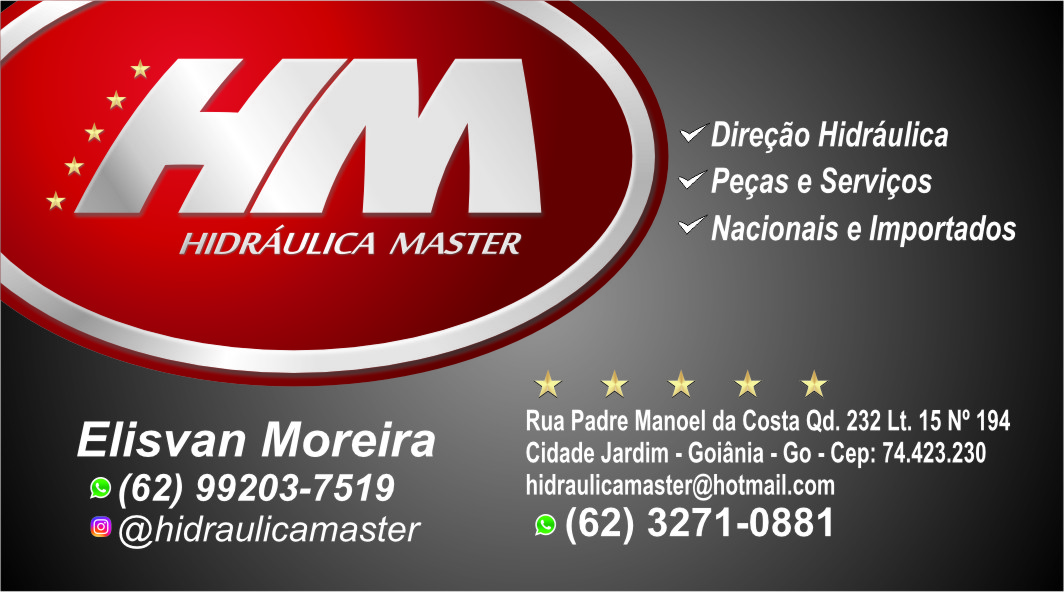 HM
HIDRÁULICA MASTER
Direção Hidráulica
Peças e Serviços
Nacionais e Importados
Elisvan Moreira
(62) 99203-7519
@hidraulicamaster
Rua Padre Manoel da Costa Qd. 232 Lt. 15 Nº 194
Cidade Jardim - Goiânia - Go - Cep: 74.423.230
hidraulicamaster@hotmail.com
(62) 3271-0881